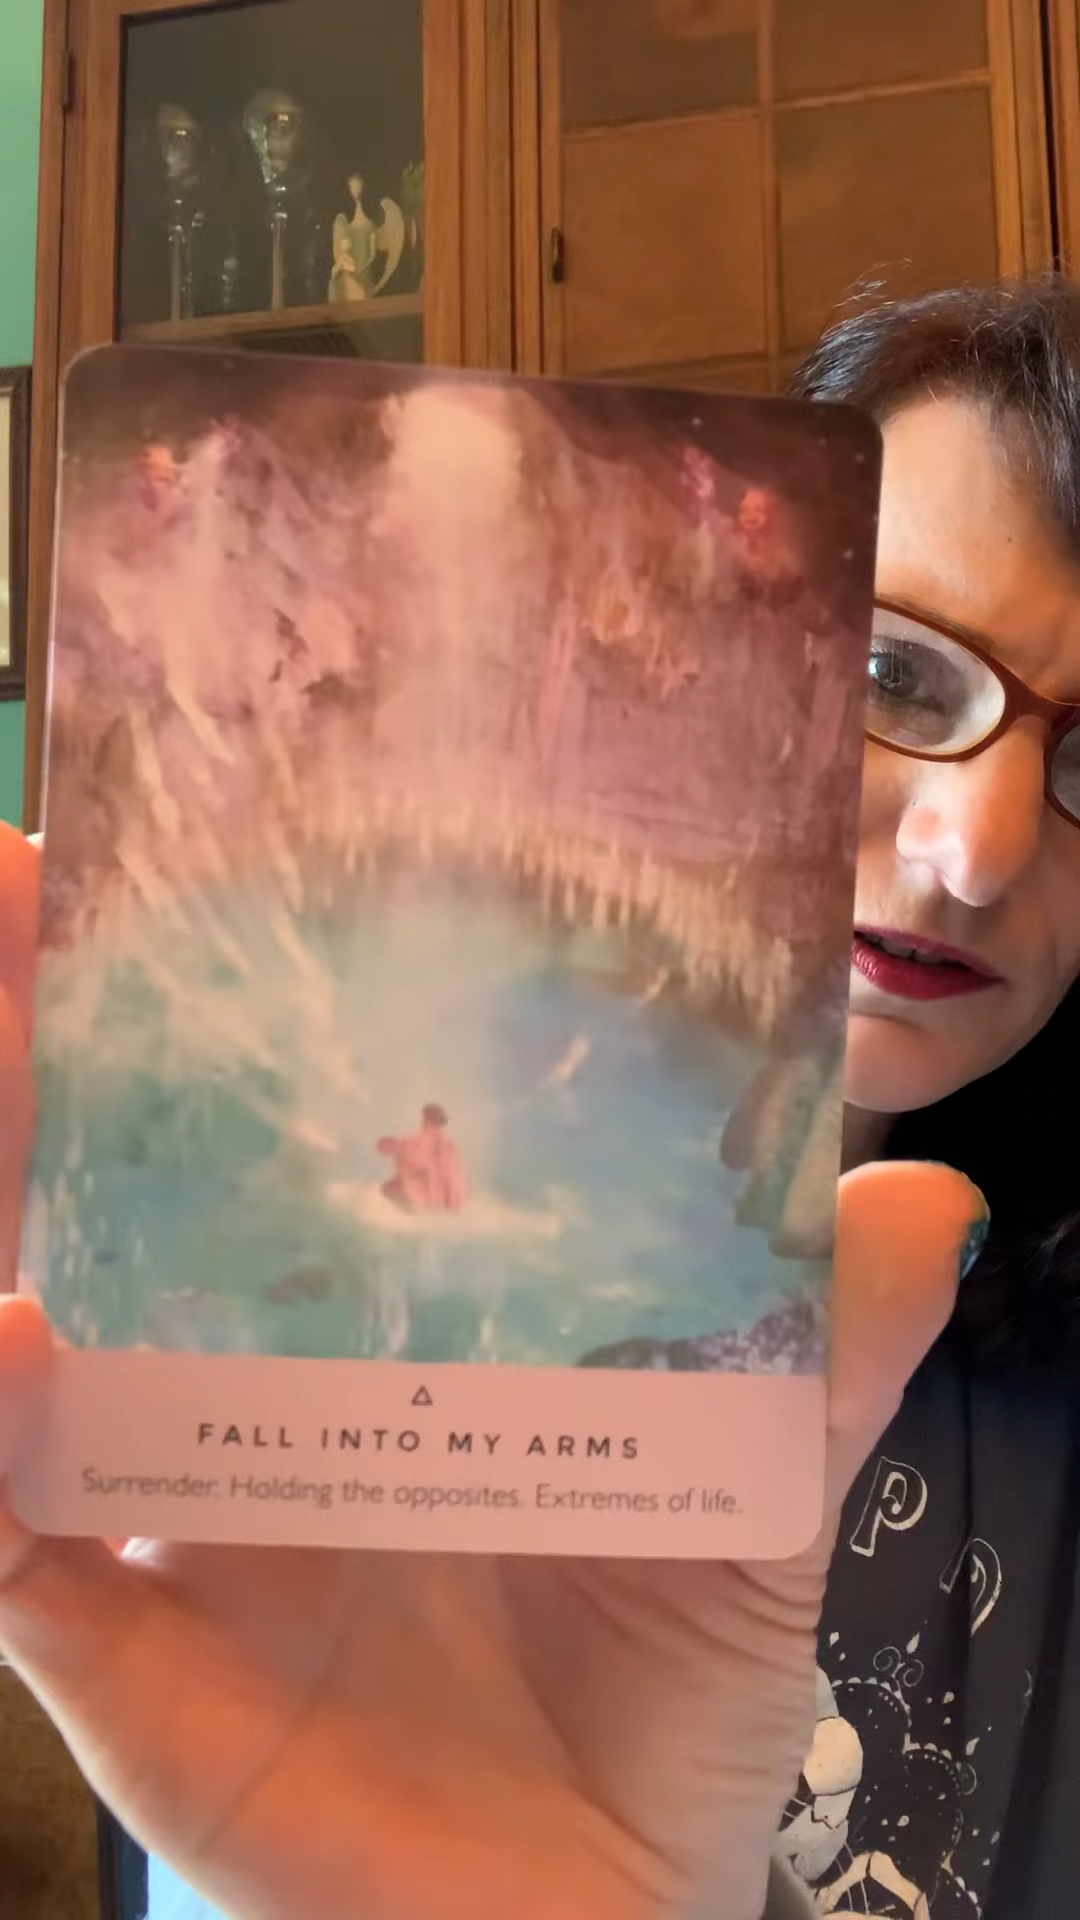 FALL INTO MY ARMS
Surrender. Holding the opposites. Extremes of life.